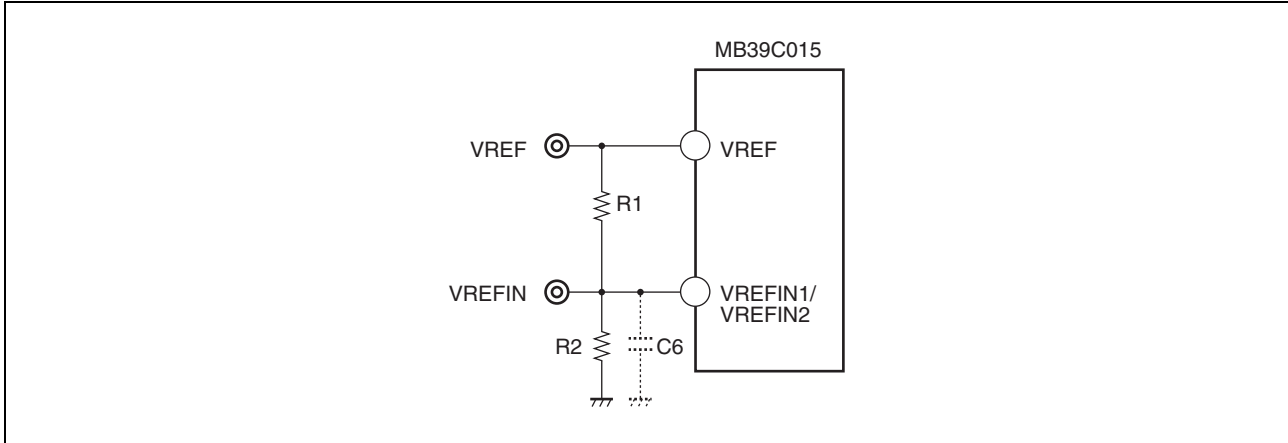 MB39C015
VREF
VREF
R1
VREFIN
VREFIN1/
VREFIN2
R2
C6